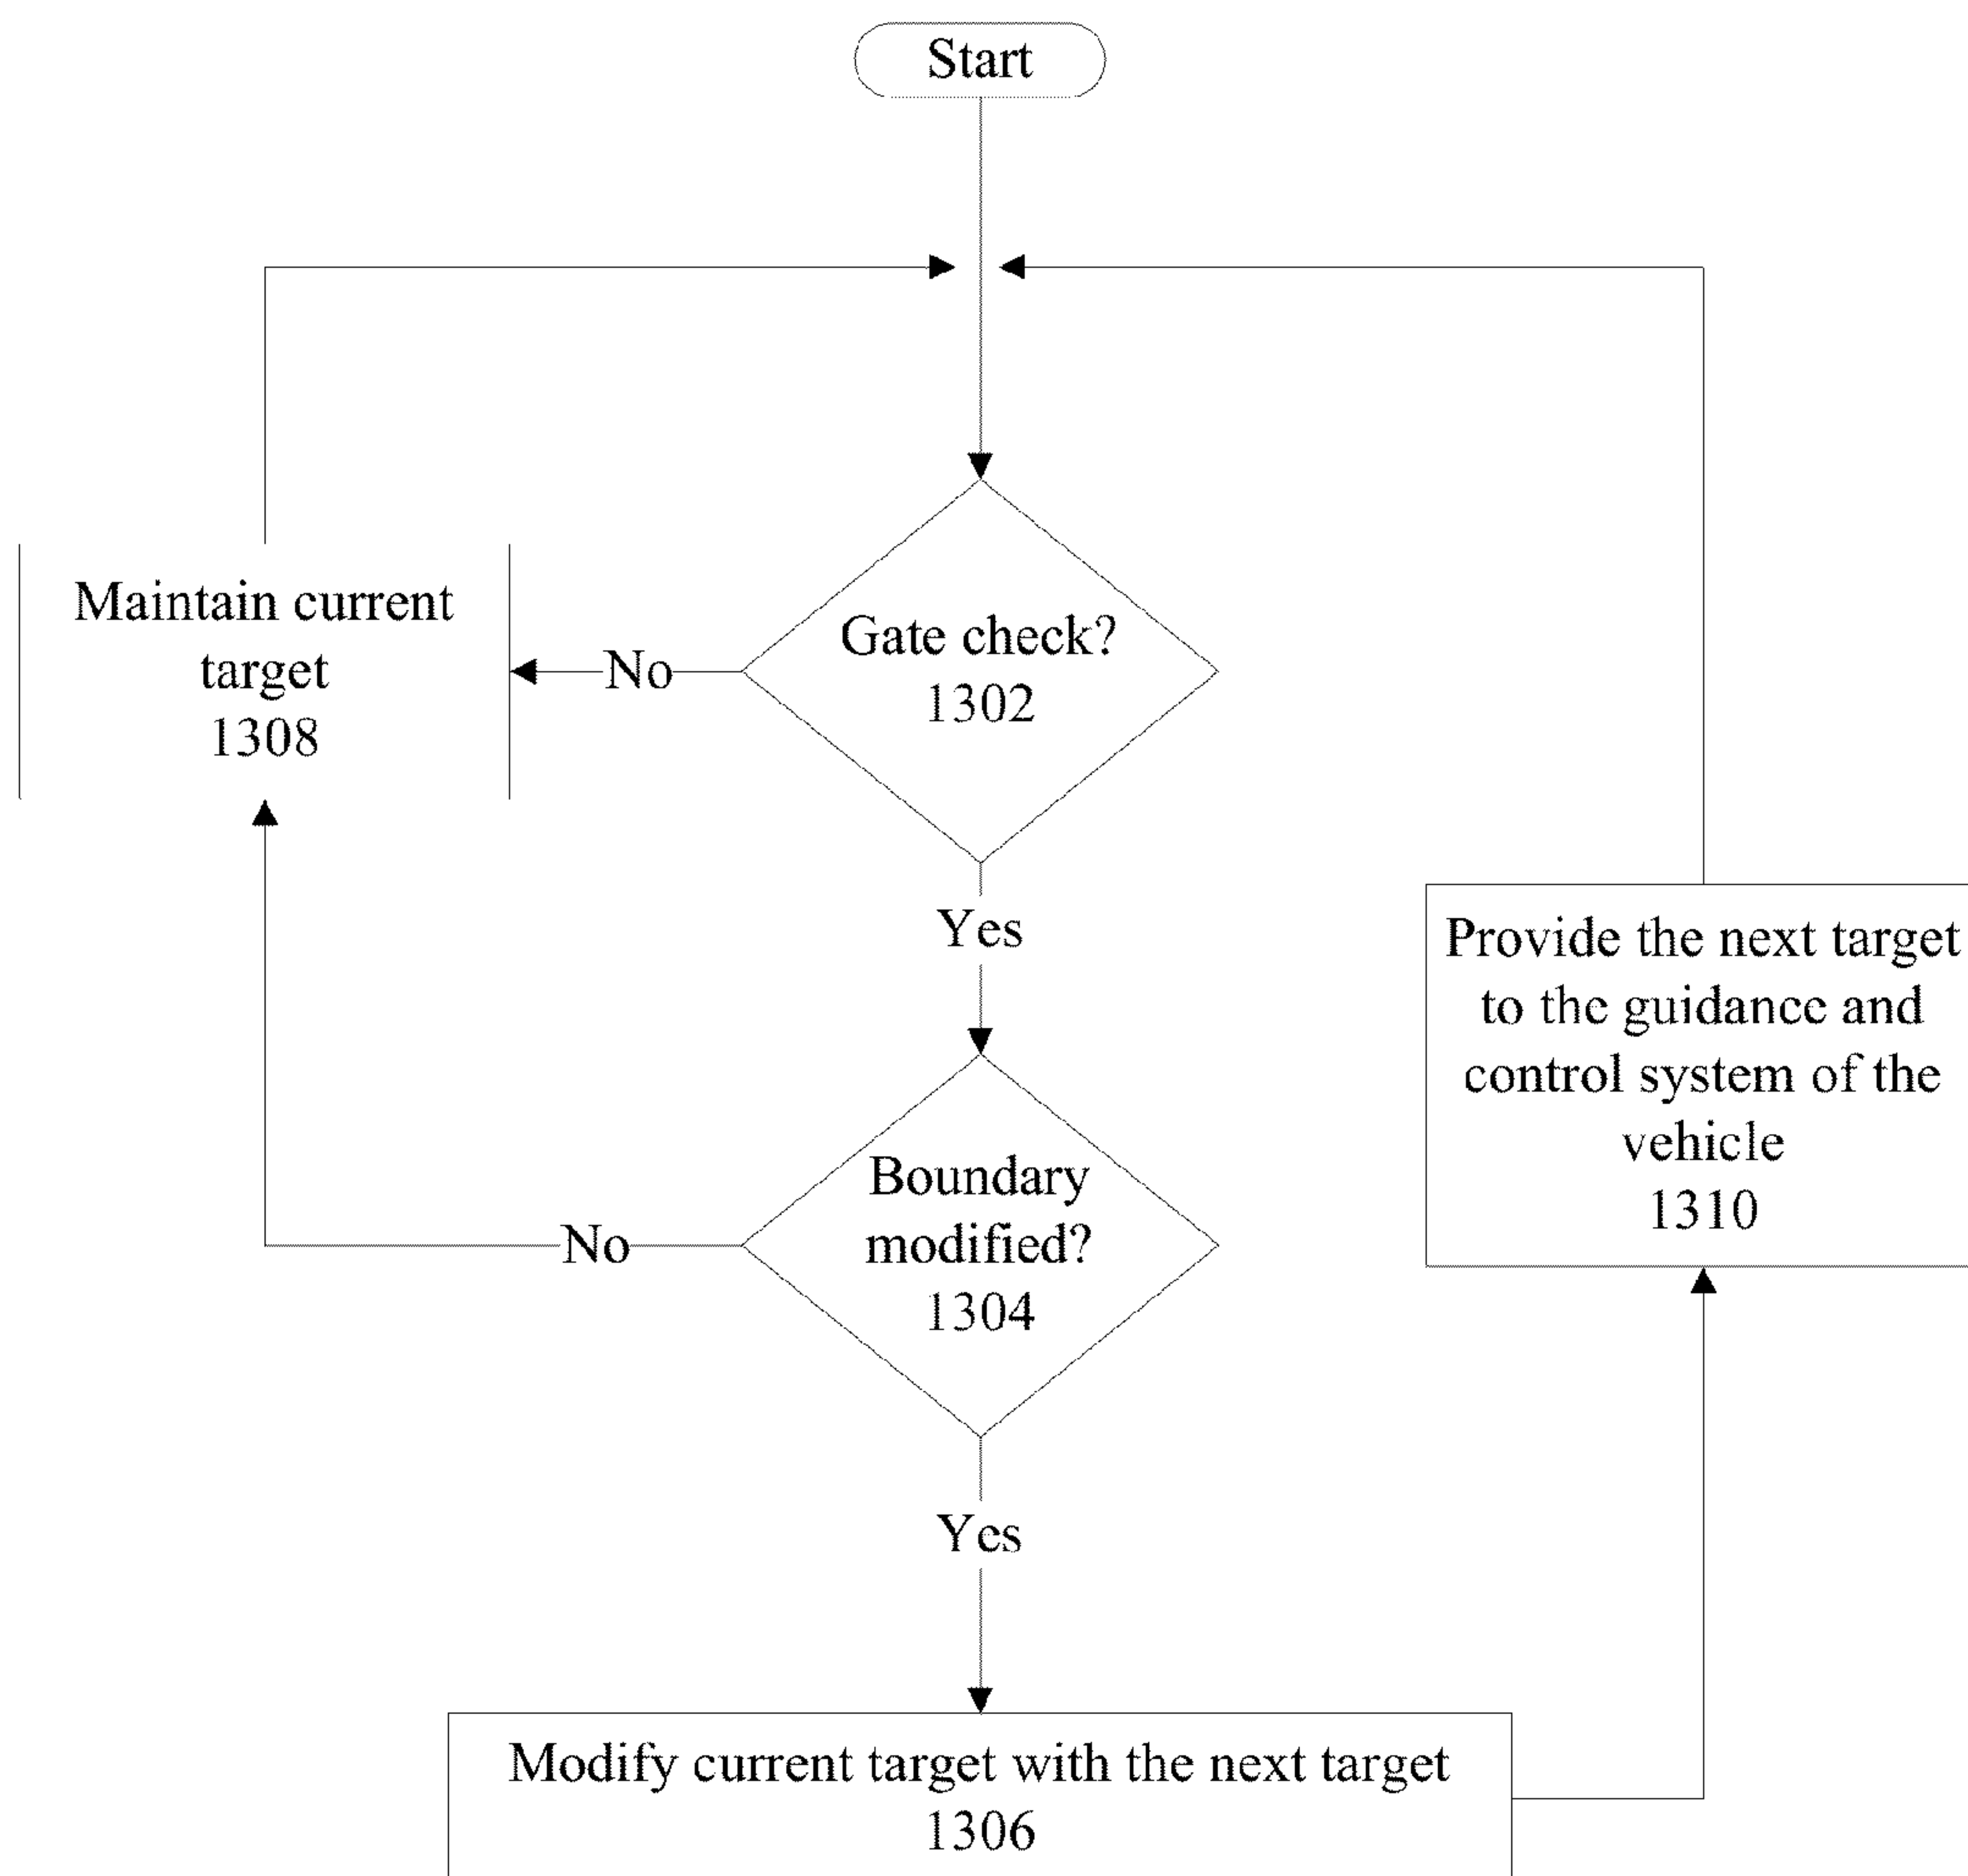 Start
Maintain current
target
1308
No
Gate check?
1302
Yes
Provide the next target
to the guidance and
control system of the
vehicle
1310
No
Boundary
modified?
1304
Yes
Modify current target with the next target
1306